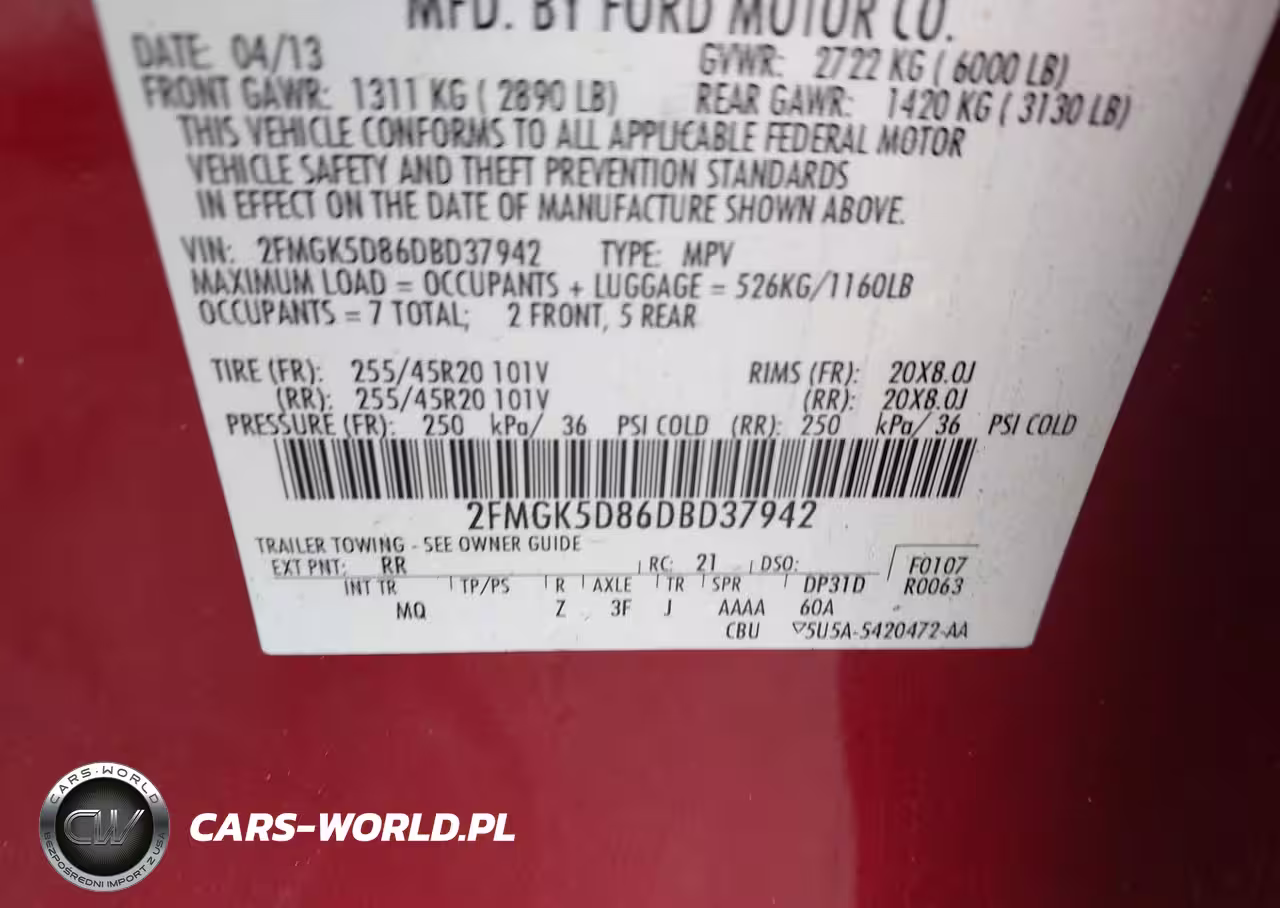 MFD. BY FORD MOTOR CO.
DATE: 04/13 GVWR: 2722 KG ( 6000 LB)
FRONT GAWR: 1311 KG ( 2890 LB) REAR GAWR: 1420 KG ( 3130 LB)
THIS VEHICLE CONFORMS TO ALL APPLICABLE FEDERAL MOTOR
VEHICLE SAFETY AND THEFT PREVENTION STANDARDS
IN EFFECT ON THE DATE OF MANUFACTURE SHOWN ABOVE.
VIN: 2FMGK5D86DBD37942 TYPE: MPV
MAXIMUM LOAD = OCCUPANTS + LUGGAGE = 526KG/1160LB
OCCUPANTS = 7 TOTAL; 2 FRONT, 5 REAR
TIRE (FR): 255/45R20 101V RIMS (FR): 20X8.0J
(RR): 255/45R20 101V (RR): 20X8.0J
PRESSURE (FR): 250 kPa/ 36 PSI COLD (RR): 250 kPa/ 36 PSI COLD
2FMGK5D86DBD37942
TRAILER TOWING - SEE OWNER GUIDE
EXT PNT: RR RC: 21 DSO: F0107
INT TR TP/PS R AXLE TR SPR DP31D R0063
MQ Z 3F J AAAA 60A
CBU ▽5U5A-5420472-AA
CARS-WORLD
CW
BEZPOŚREDNI IMPORT Z USA
CARS-WORLD.PL